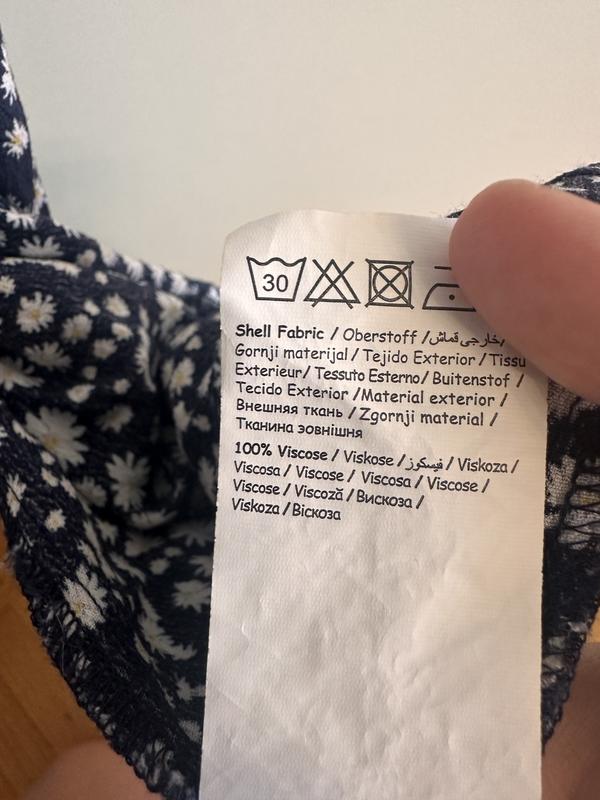 30
Shell Fabric / Oberstoff / خارجی قماش /
Gornji materijal / Tejido Exterior / Tissu
Exterieur / Tessuto Esterno / Buitenstof /
Tecido Exterior / Material exterior /
Внешняя ткань / Zgornji material /
Тканина зовнішня
100% Viscose / Viskose / فيسكوز / Viskoza /
Viscosa / Viscose / Viscosa / Viscose /
Viscose / Viscoză / Вискоза /
Viskoza / Віскоза